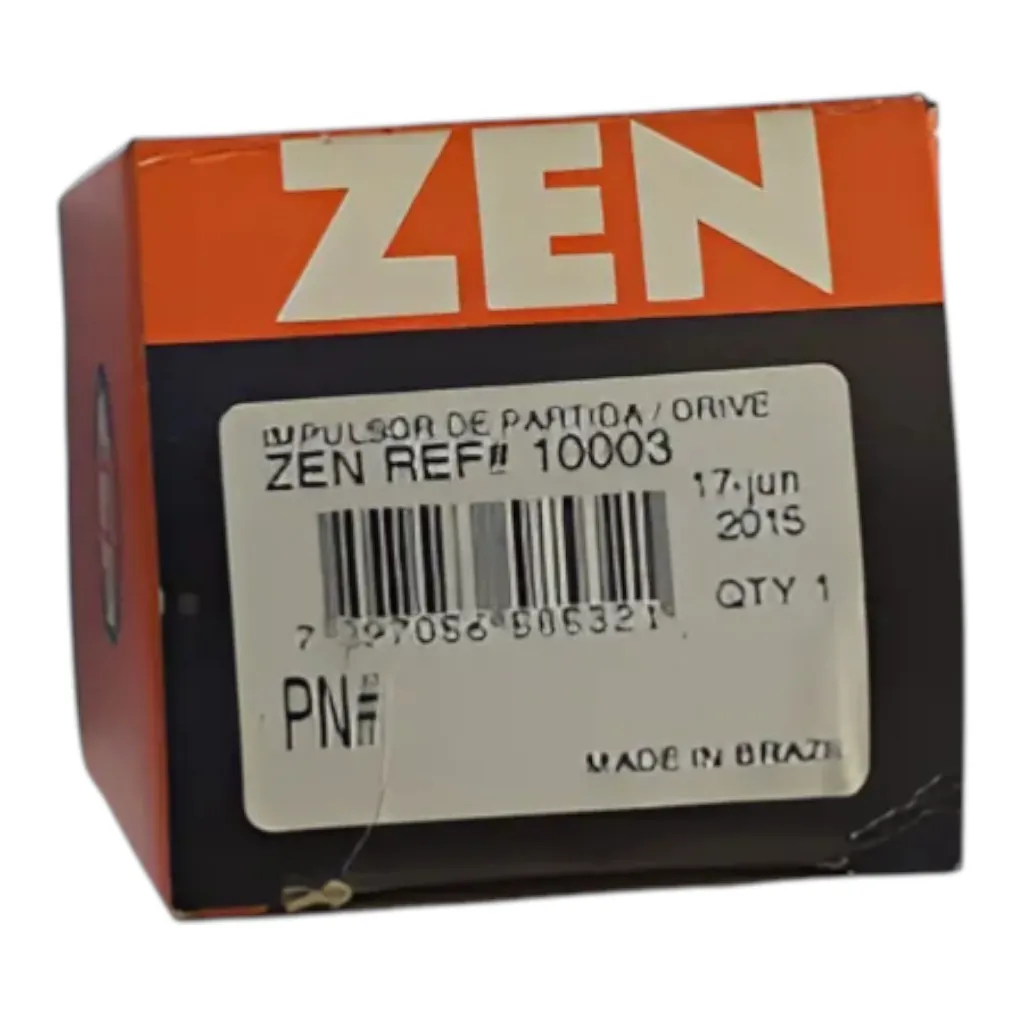 ZEN
IMPULSOR DE PARTIDA / DRIVE
ZEN REF# 10003
17-jun
2015
QTY 1
PN#
MADE IN BRAZIL